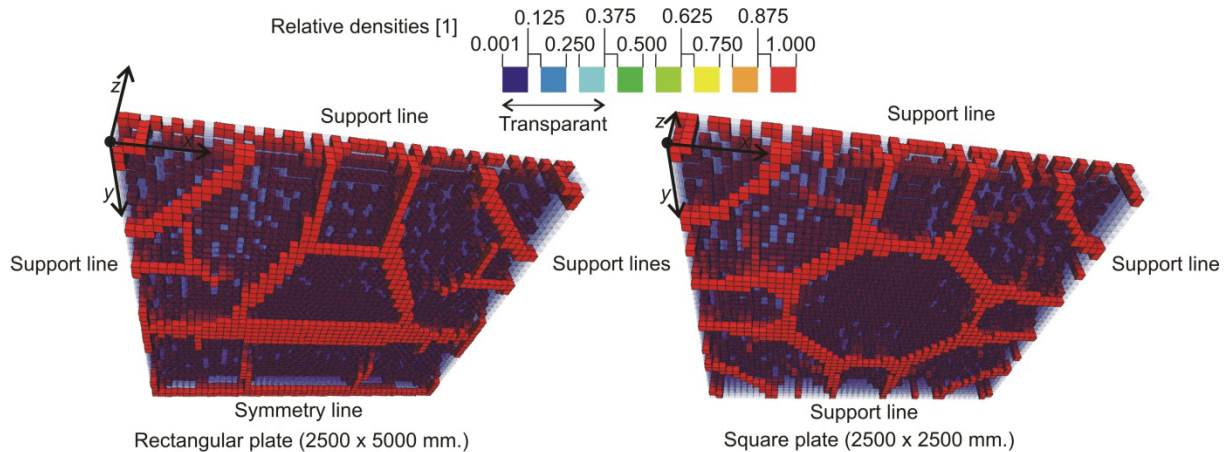 Relative densities [1]
0.125 0.375 0.625 0.875
0.001 0.250 0.500 0.750 1.000
Transparant
z
Support line
x
y
Support line
Symmetry line
Rectangular plate (2500 x 5000 mm.)
z
Support line
x
y
Support lines
Support line
Support line
Square plate (2500 x 2500 mm.)